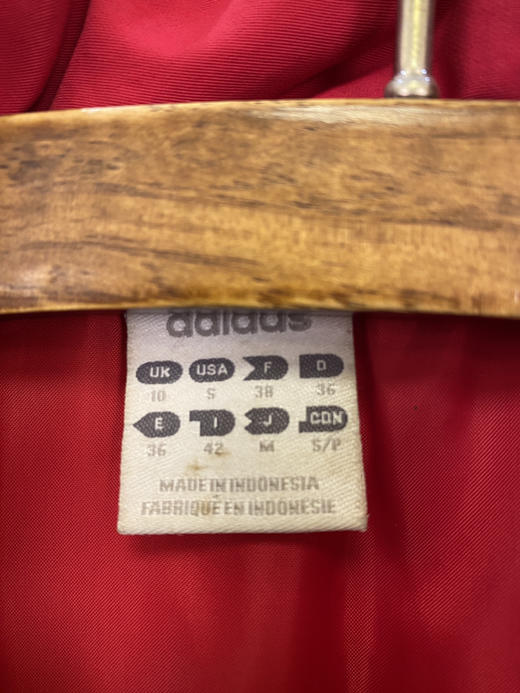 adidas
UK USA F D
10 S 38 36
E I J CDN
36 42 M S/P
MADE IN INDONESIA
FABRIQUÉ EN INDONÉSIE